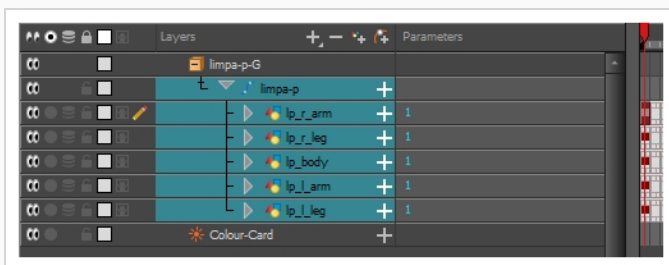 Layers Parameters
limpa-p-G
limpa-p
lp_r_arm 1
lp_r_leg 1
lp_body 1
lp_l_arm 1
lp_l_leg 1
Colour-Card